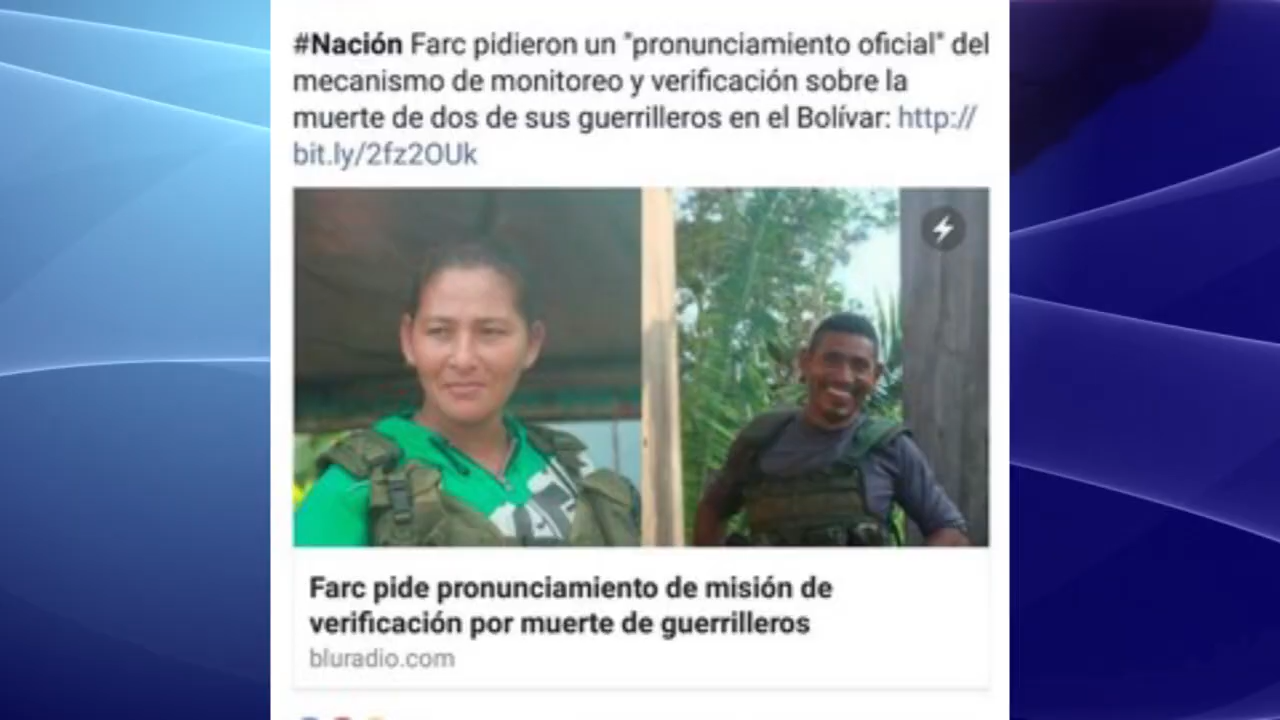 #Nación Farc pidieron un "pronunciamiento oficial" del
mecanismo de monitoreo y verificación sobre la
muerte de dos de sus guerrilleros en el Bolívar: http://
bit.ly/2fz2OUk
Farc pide pronunciamiento de misión de
verificación por muerte de guerrilleros
bluradio.com